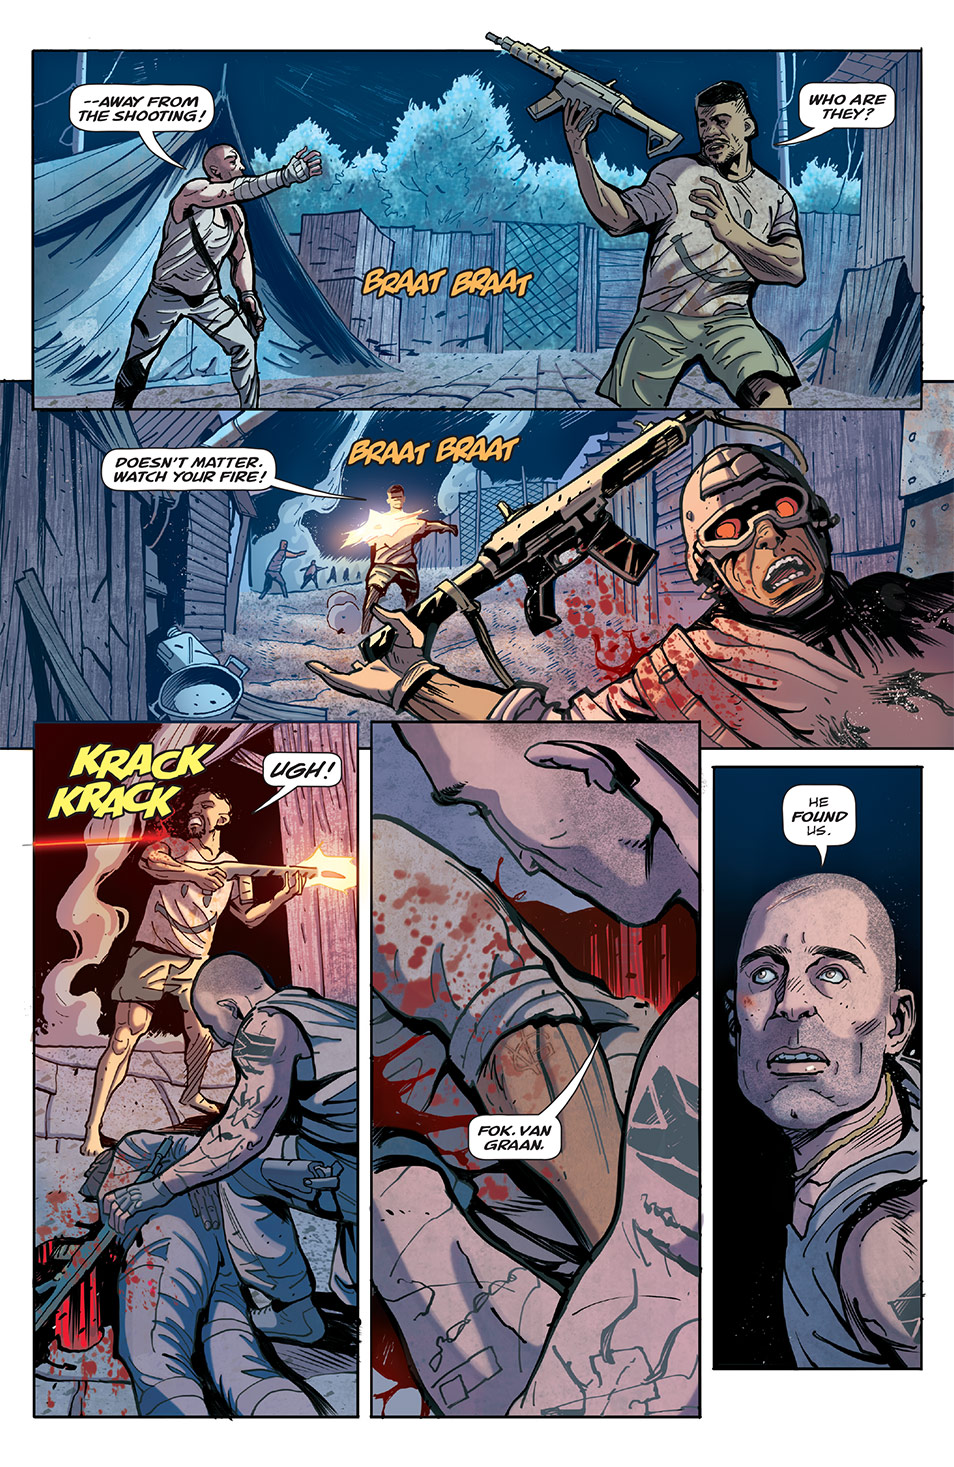 --AWAY FROM
THE SHOOTING!
WHO ARE
THEY?
BRAAT BRAAT
DOESN'T MATTER.
WATCH YOUR FIRE!
BRAAT BRAAT
KRACK
KRACK
UGH!
FOK. VAN
GRAAN.
HE
FOUND
US.